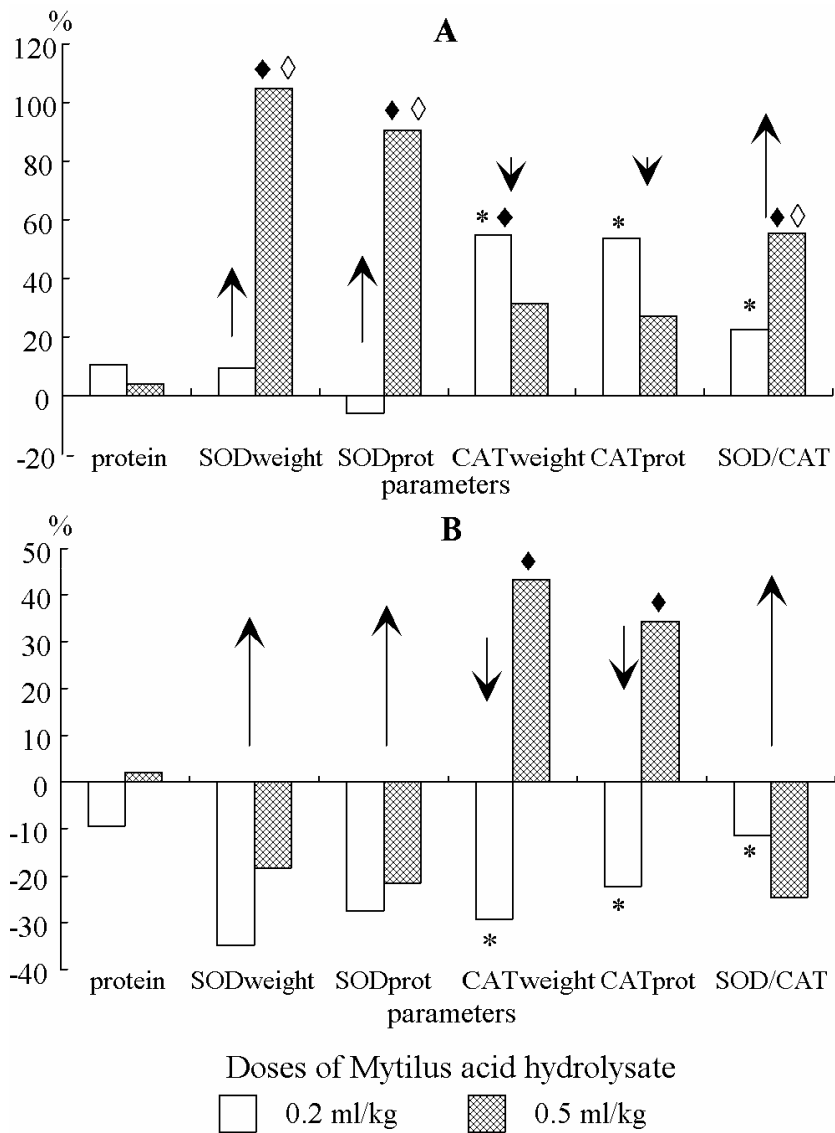 %
A
120
100
80
60
40
20
0
-20
protein SODweight SODprot CATweight CATprot SOD/CAT
parameters
%
B
50
40
30
20
10
0
-10
-20
-30
-40
protein SODweight SODprot CATweight CATprot SOD/CAT
parameters
Doses of Mytilus acid hydrolysate
0.2 ml/kg 0.5 ml/kg